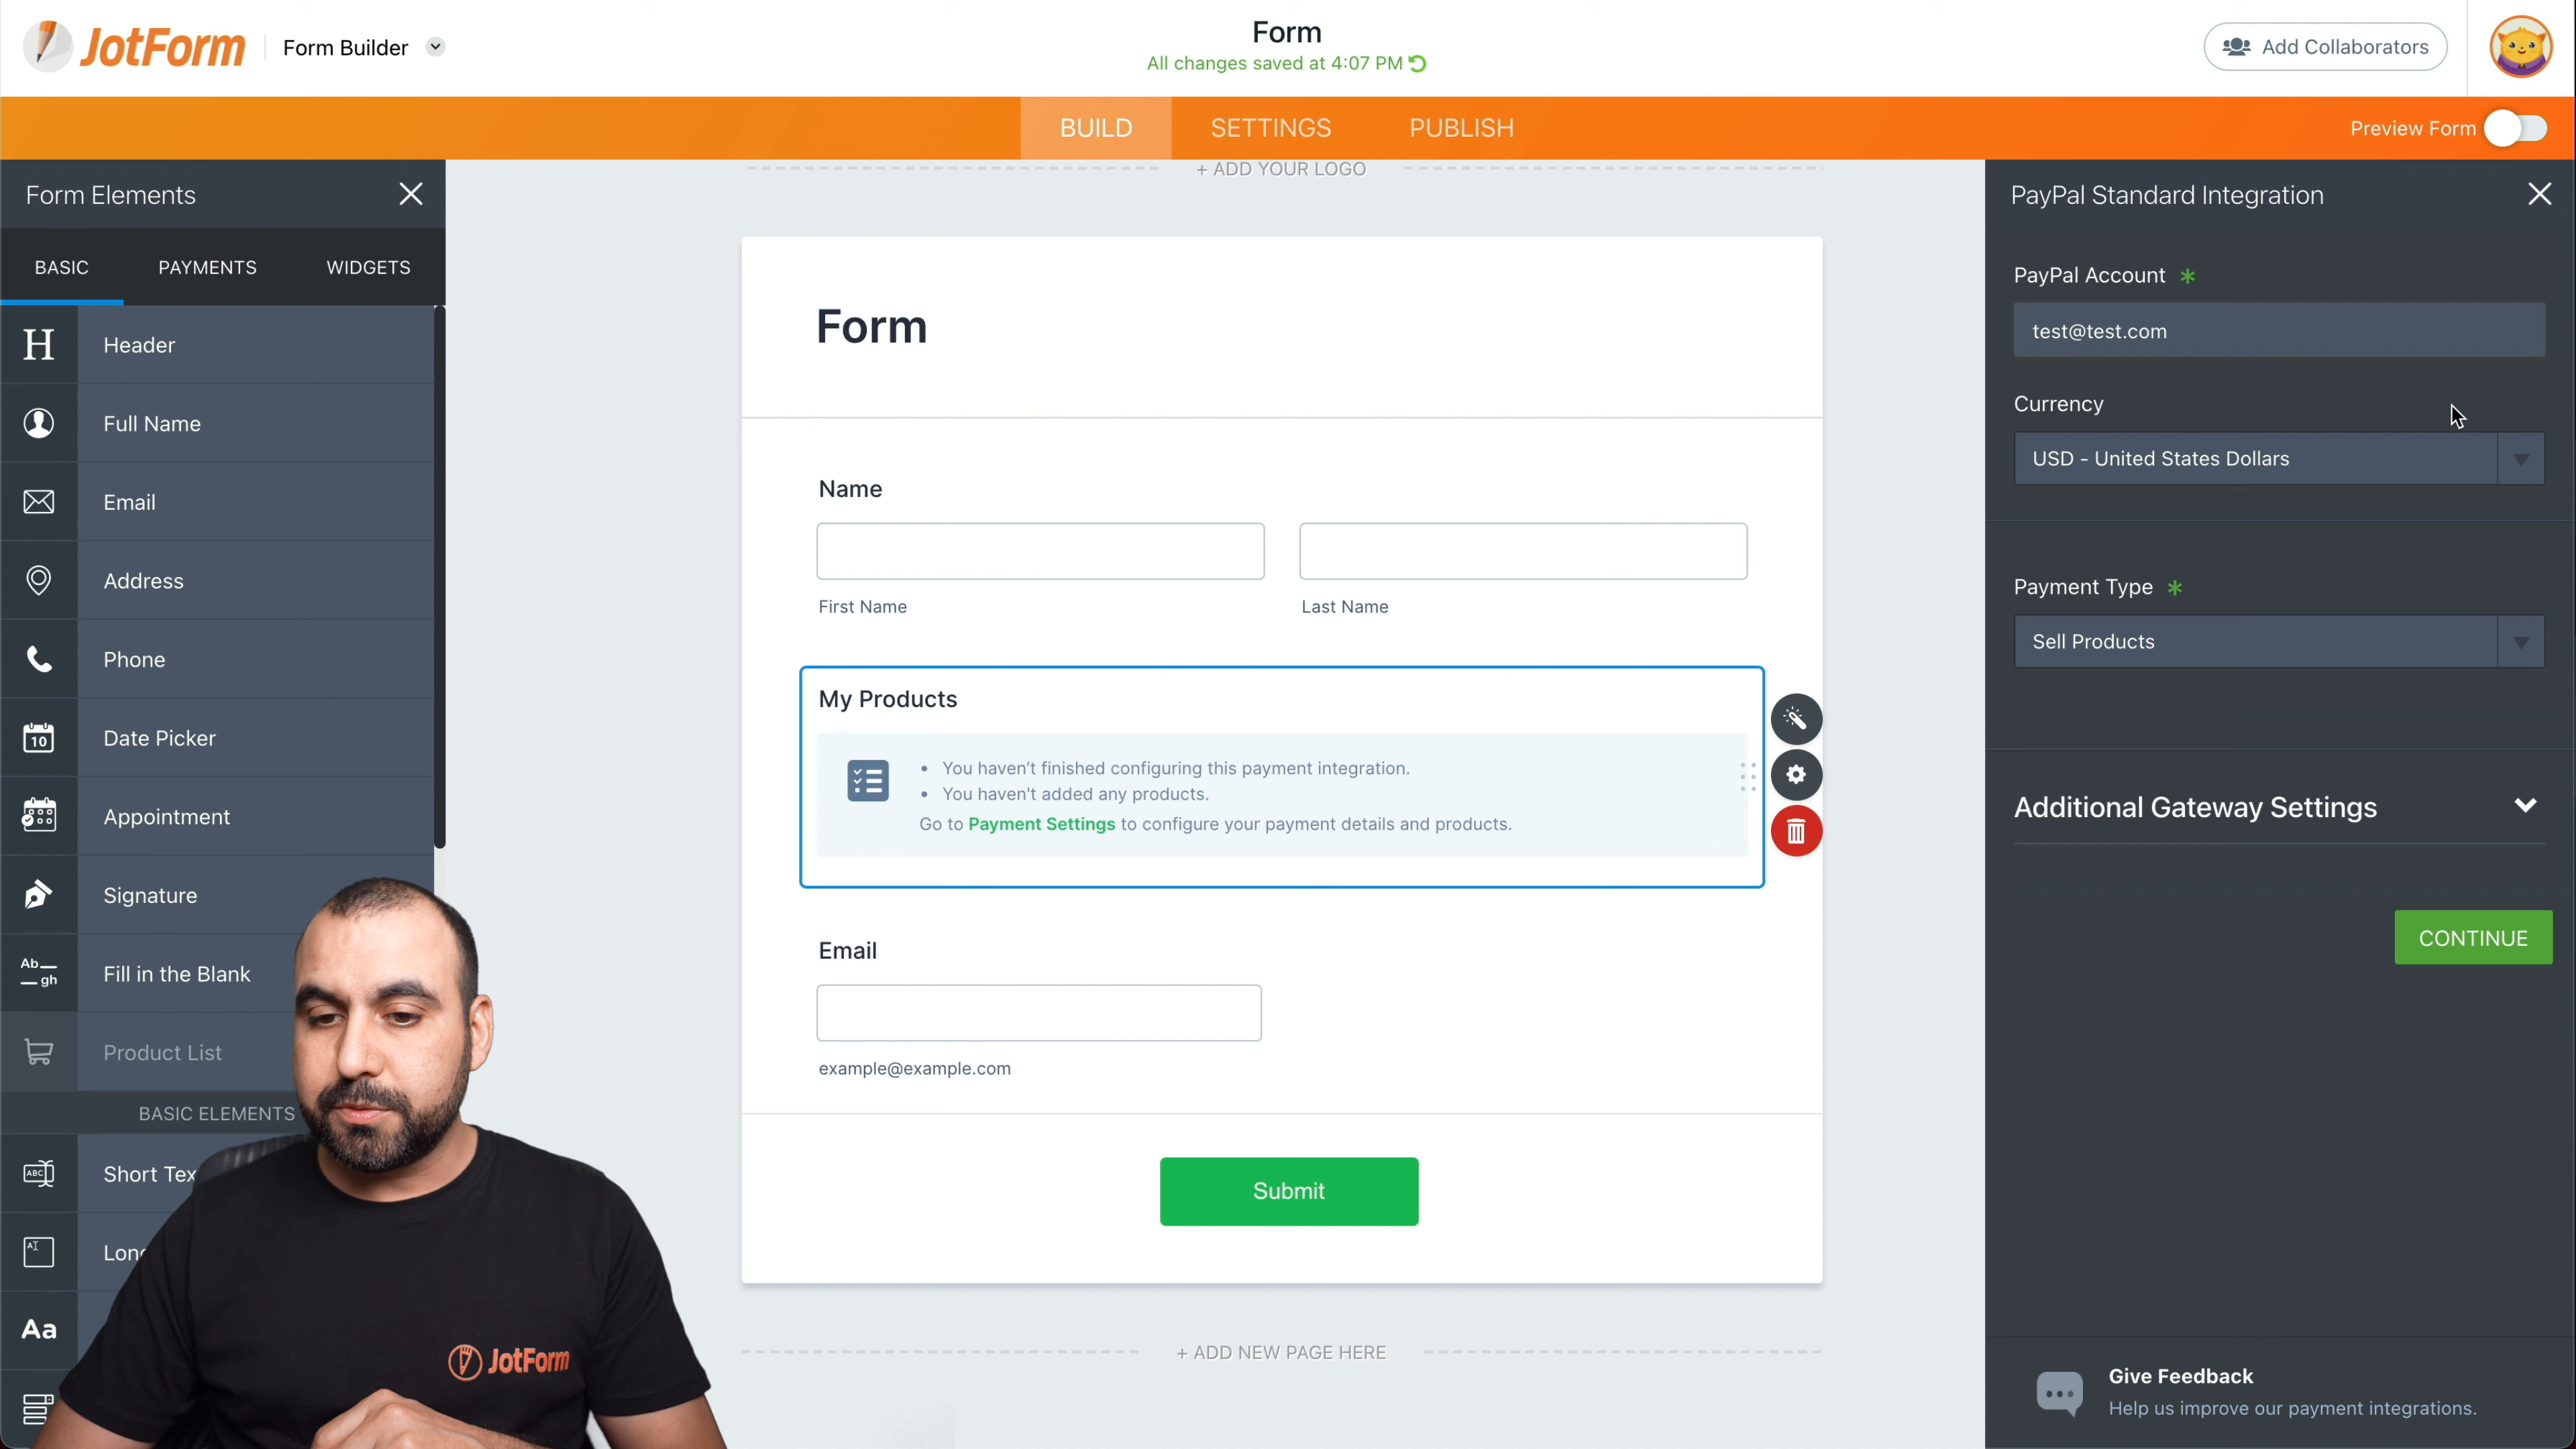 JotForm
Form Builder
Form
All changes saved at 4:07 PM
Add Collaborators
BUILD
SETTINGS
PUBLISH
Preview Form
Form Elements
BASIC
PAYMENTS
WIDGETS
H
Header
Full Name
Email
Address
Phone
10
Date Picker
Appointment
Signature
Ab
gh
Fill in the Blank
Product List
BASIC ELEMENTS
ABC
Short Tex
AI
Lon
Aa
+ ADD YOUR LOGO
Form
Name
First Name
Last Name
My Products
• You haven't finished configuring this payment integration.
• You haven't added any products.
Go to Payment Settings to configure your payment details and products.
Email
example@example.com
Submit
+ ADD NEW PAGE HERE
PayPal Standard Integration
PayPal Account *
test@test.com
Currency
USD - United States Dollars
Payment Type *
Sell Products
Additional Gateway Settings
CONTINUE
Give Feedback
Help us improve our payment integrations.
JotForm